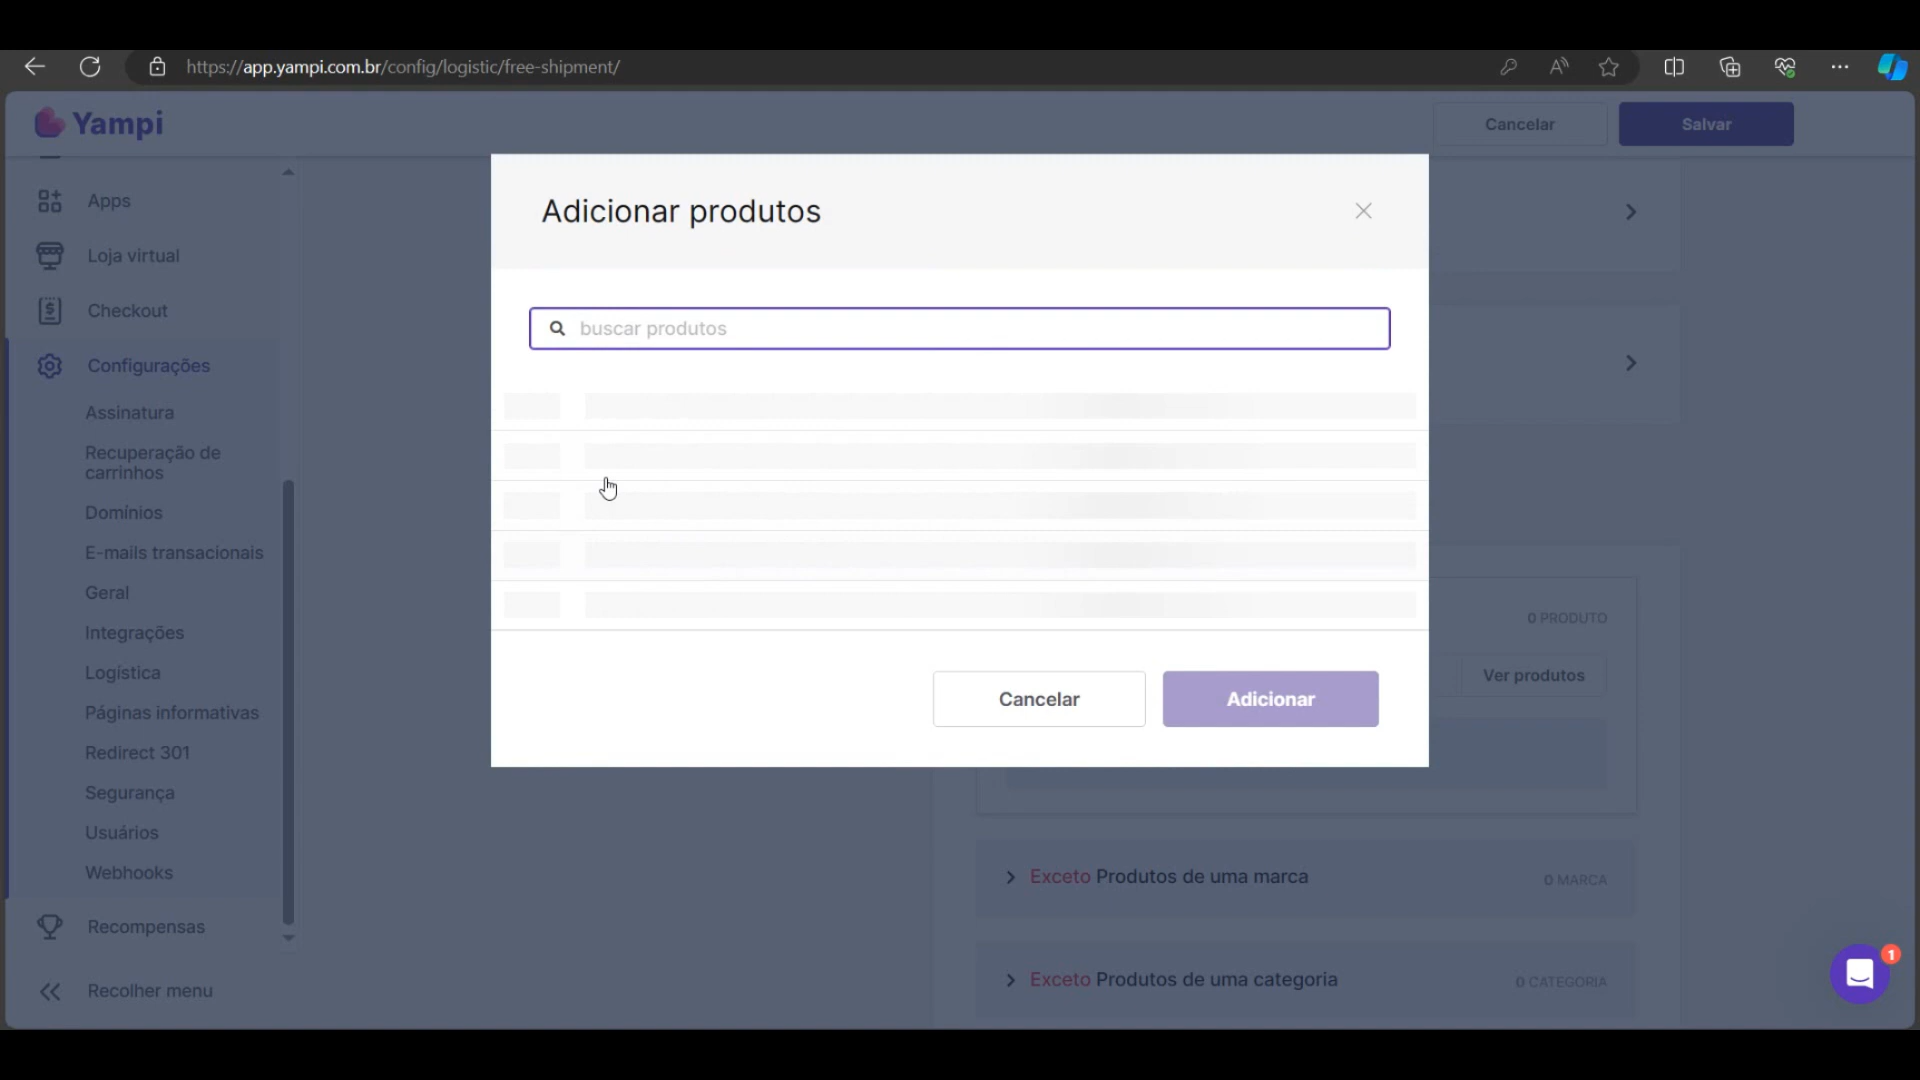 https://app.yampi.com.br/config/logistic/free-shipment/
Yampi
Cancelar
Salvar
Apps
Loja virtual
Checkout
Configurações
Assinatura
Recuperação de
carrinhos
Domínios
E-mails transacionais
Geral
Integrações
Logística
Páginas informativas
Redirect 301
Segurança
Usuários
Webhooks
Recompensas
Recolher menu
Adicionar produtos
buscar produtos
Cancelar
Adicionar
0 PRODUTO
Ver produtos
Exceto Produtos de uma marca
0 MARCA
Exceto Produtos de uma categoria
0 CATEGORIA
1